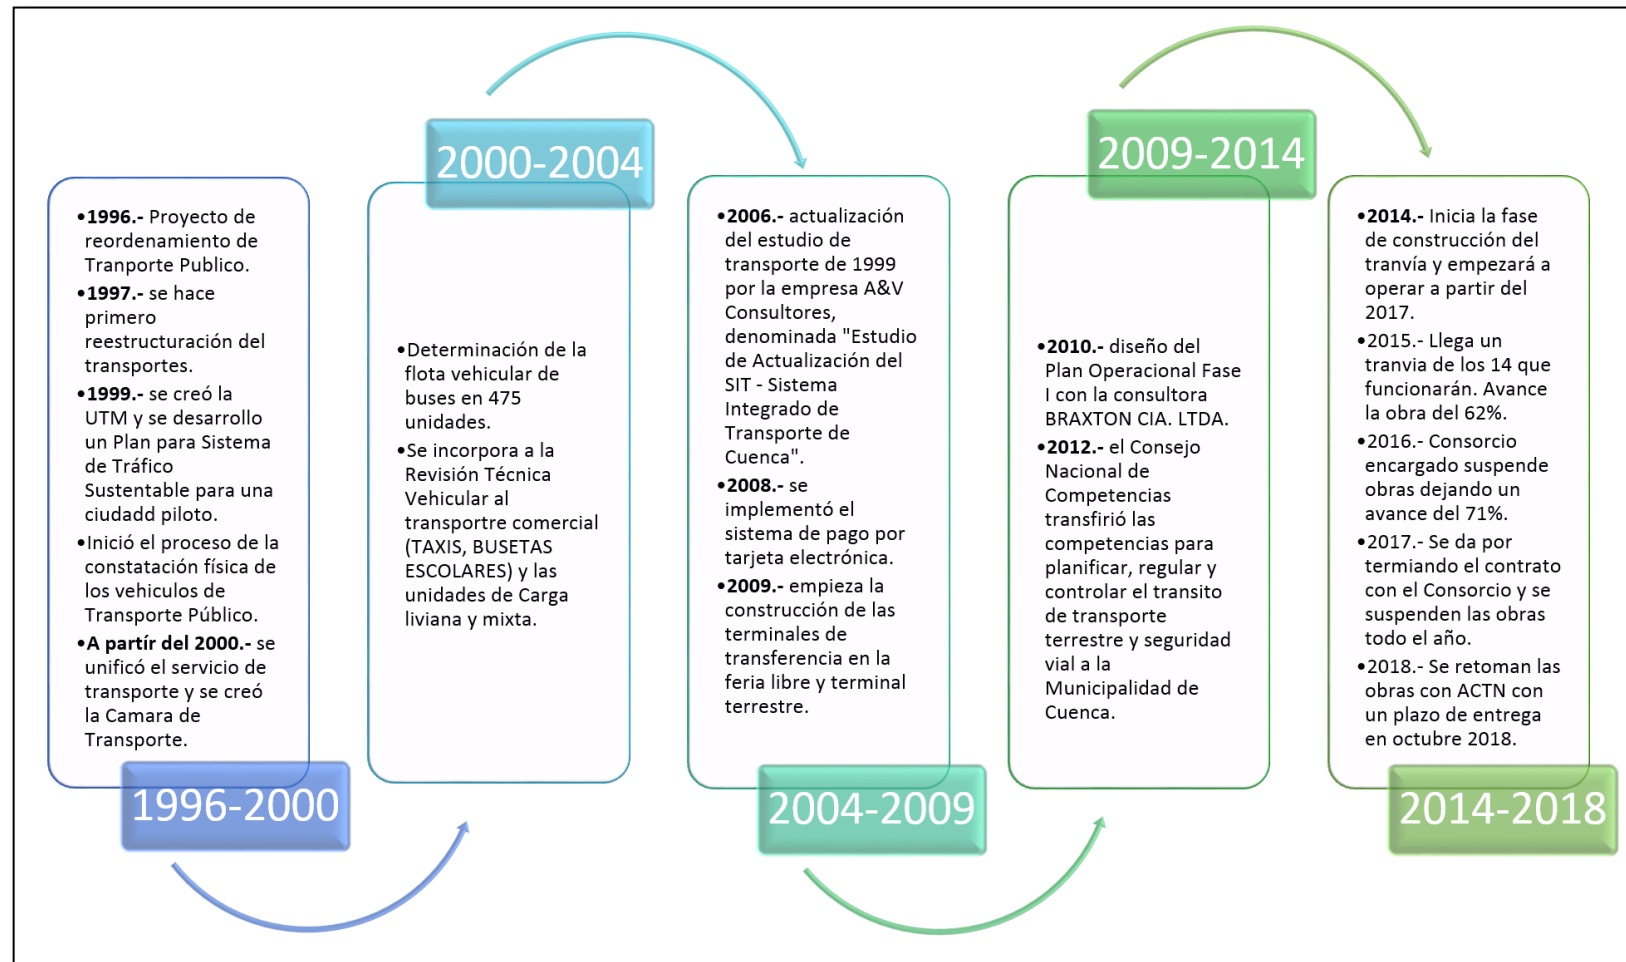 •1996.- Proyecto de
reordenamiento de
Tranporte Publico.
•1997.- se hace
primero
reestructuración del
transportes.
•1999.- se creó la
UTM y se desarrollo
un Plan para Sistema
de Tráfico
Sustentable para una
ciudadd piloto.
•Inició el proceso de la
constatación física de
los vehiculos de
Transporte Público.
•A partír del 2000.- se
unificó el servicio de
transporte y se creó
la Camara de
Transporte.
1996-2000
2000-2004
•Determinación de la
flota vehicular de
buses en 475
unidades.
•Se incorpora a la
Revisión Técnica
Vehicular al
transportre comercial
(TAXIS, BUSETAS
ESCOLARES) y las
unidades de Carga
liviana y mixta.
•2006.- actualización
del estudio de
transporte de 1999
por la empresa A&V
Consultores,
denominada "Estudio
de Actualización del
SIT - Sistema
Integrado de
Transporte de
Cuenca".
•2008.- se
implementó el
sistema de pago por
tarjeta electrónica.
•2009.- empieza la
construcción de las
terminales de
transferencia en la
feria libre y terminal
terrestre.
2004-2009
2009-2014
•2010.- diseño del
Plan Operacional Fase
I con la consultora
BRAXTON CIA. LTDA.
•2012.- el Consejo
Nacional de
Competencias
transfirió las
competencias para
planificar, regular y
controlar el transito
de transporte
terrestre y seguridad
vial a la
Municipalidad de
Cuenca.
•2014.- Inicia la fase
de construcción del
tranvía y empezará a
operar a partir del
2017.
•2015.- Llega un
tranvia de los 14 que
funcionarán. Avance
la obra del 62%.
•2016.- Consorcio
encargado suspende
obras dejando un
avance del 71%.
•2017.- Se da por
termiando el contrato
con el Consorcio y se
suspenden las obras
todo el año.
•2018.- Se retoman las
obras con ACTN con
un plazo de entrega
en octubre 2018.
2014-2018